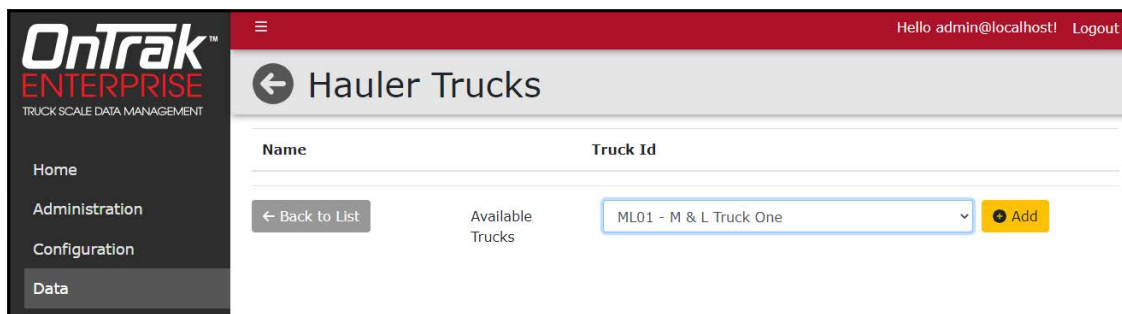 OnTrak™
ENTERPRISE
TRUCK SCALE DATA MANAGEMENT
Home
Administration
Configuration
Data
Hello admin@localhost! Logout
Hauler Trucks
Name Truck Id
← Back to List
Available
Trucks
ML01 - M & L Truck One
Add